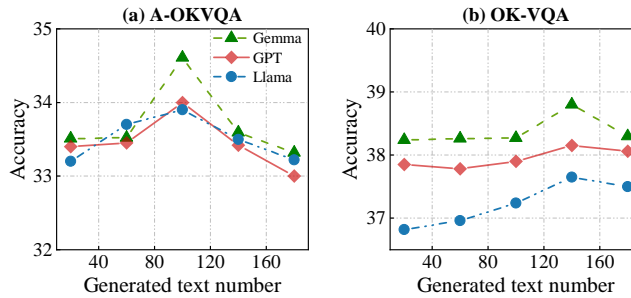 (a) A-OKVQA
35
34
33
32
Accuracy
Gemma
GPT
Llama
40 80 120 160
Generated text number
(b) OK-VQA
40
39
38
37
Accuracy
40 80 120 160
Generated text number